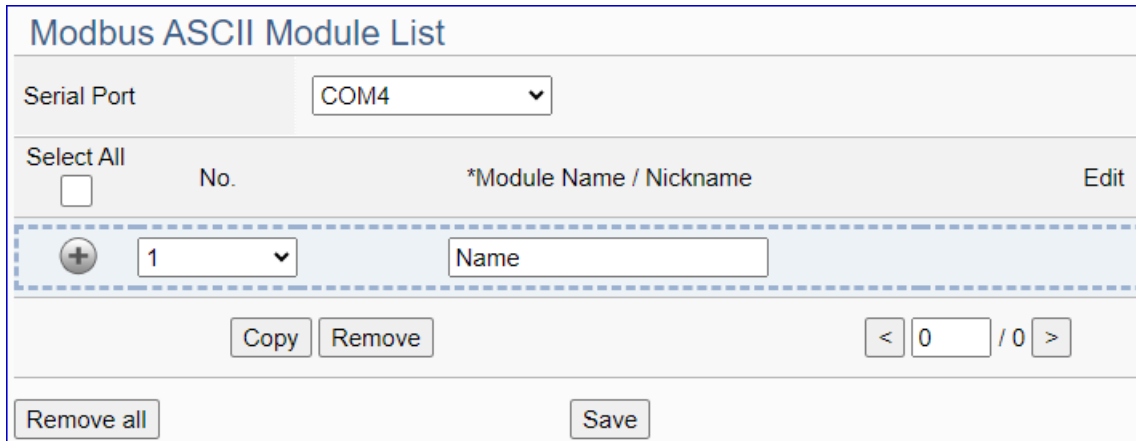 Modbus ASCII Module List
Serial Port COM4
Select All No. *Module Name / Nickname Edit
1 Name
Copy Remove < 0 / 0 >
Remove all Save